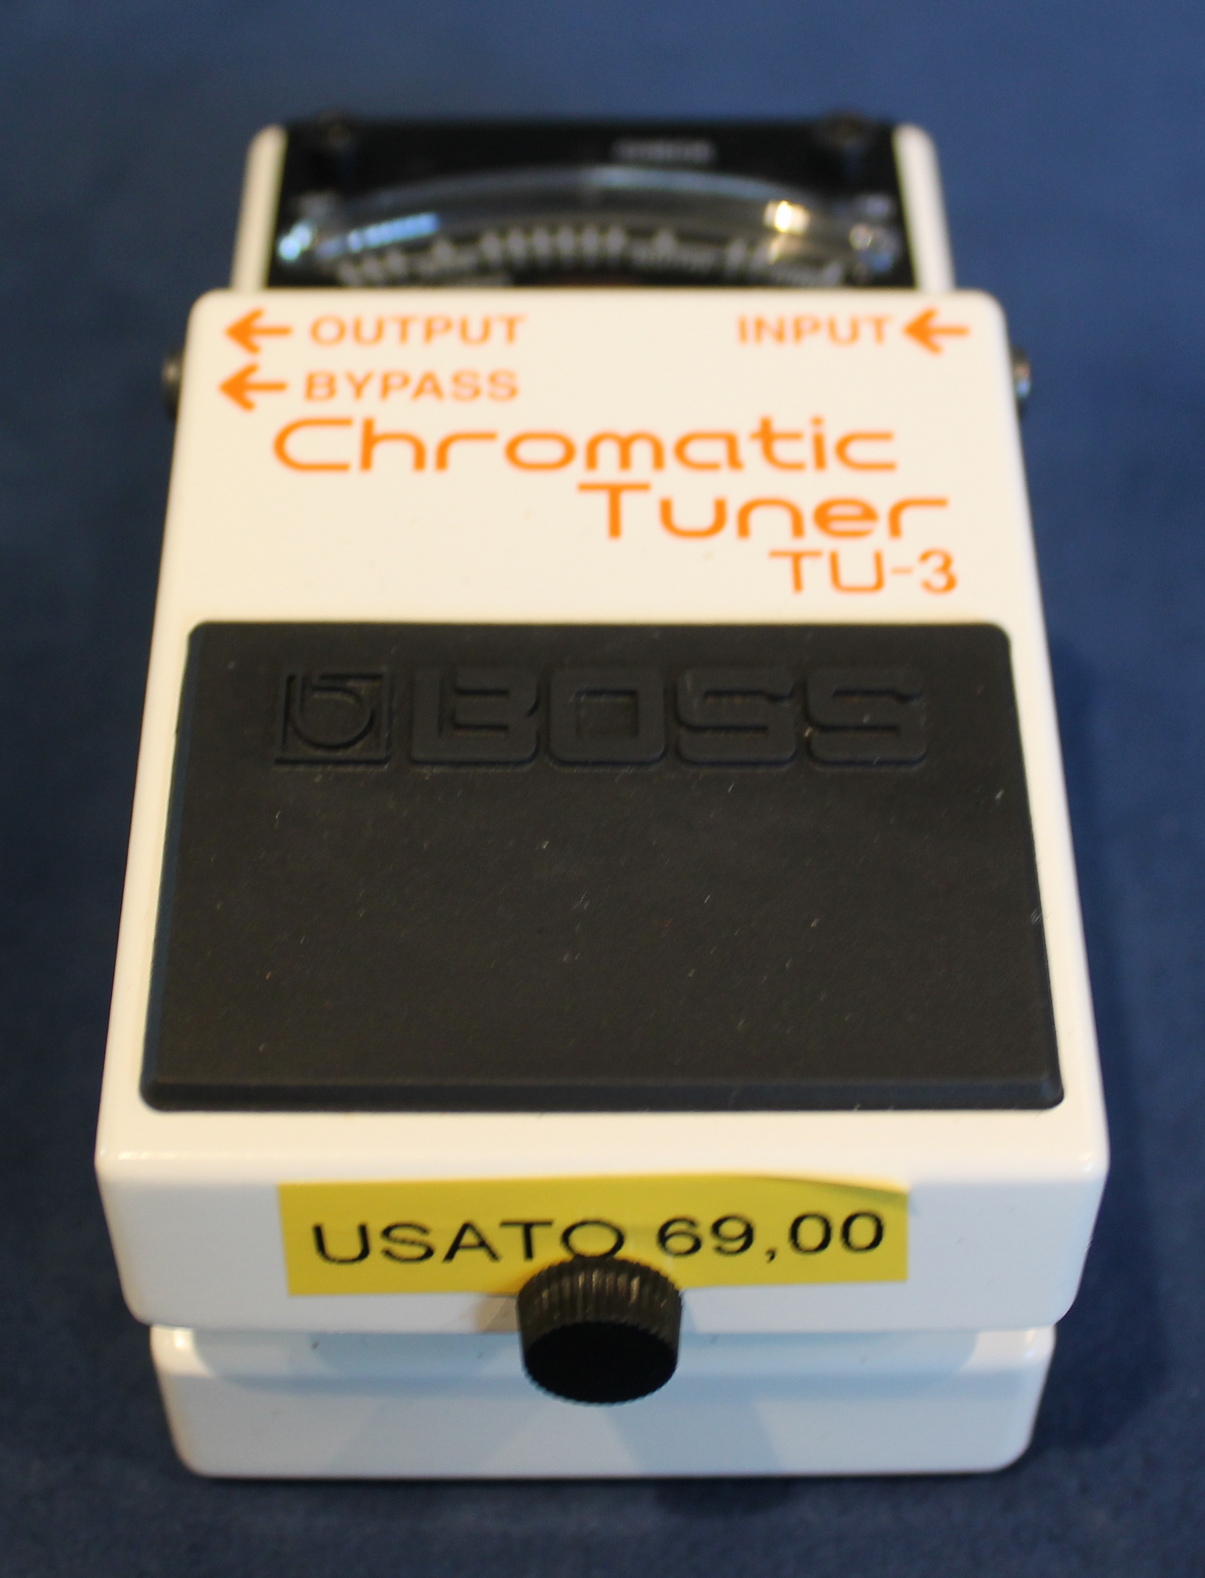 ← OUTPUT INPUT ←
← BYPASS
Chromatic
Tuner
TU-3
BOSS
USATO 69,00